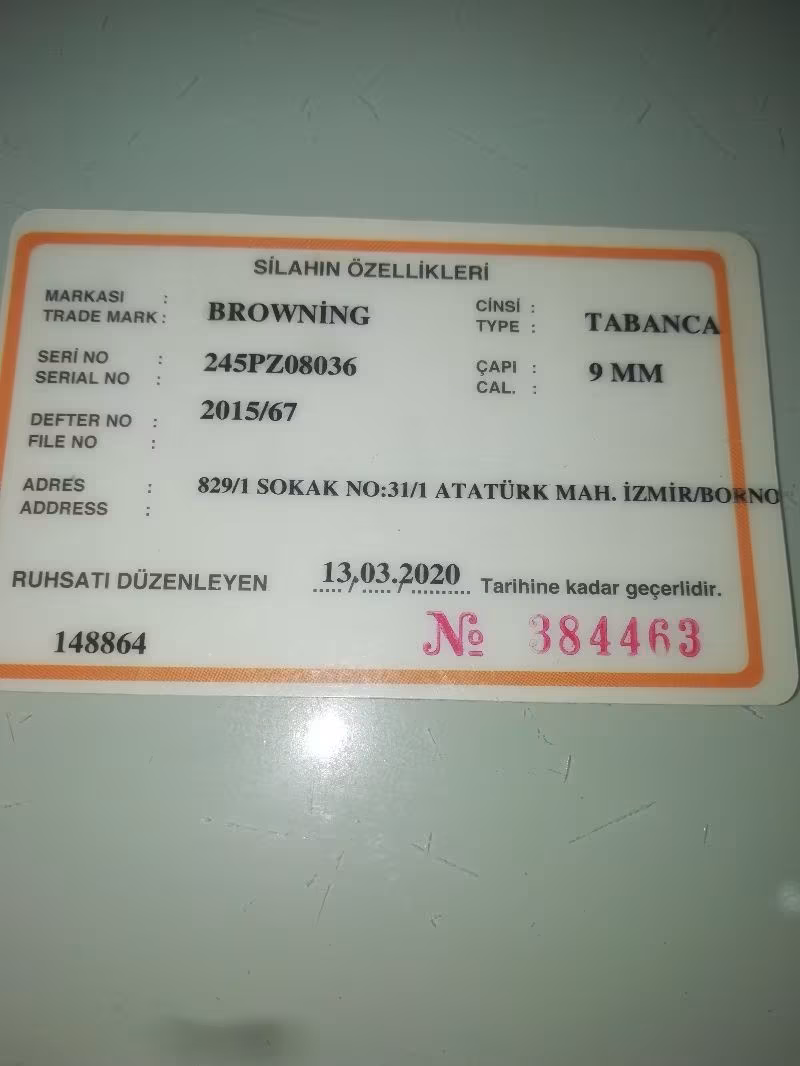 SİLAHIN ÖZELLİKLERİ
MARKASI : CİNSİ :
TRADE MARK : BROWNİNG TYPE : TABANCA
SERİ NO : 245PZ08036 ÇAPI : 9 MM
SERIAL NO : CAL. :
DEFTER NO : 2015/67
FILE NO :
ADRES : 829/1 SOKAK NO:31/1 ATATÜRK MAH. İZMİR/BORNO
ADDRESS :
RUHSATI DÜZENLEYEN 13.03.2020 Tarihine kadar geçerlidir.
148864 № 384463